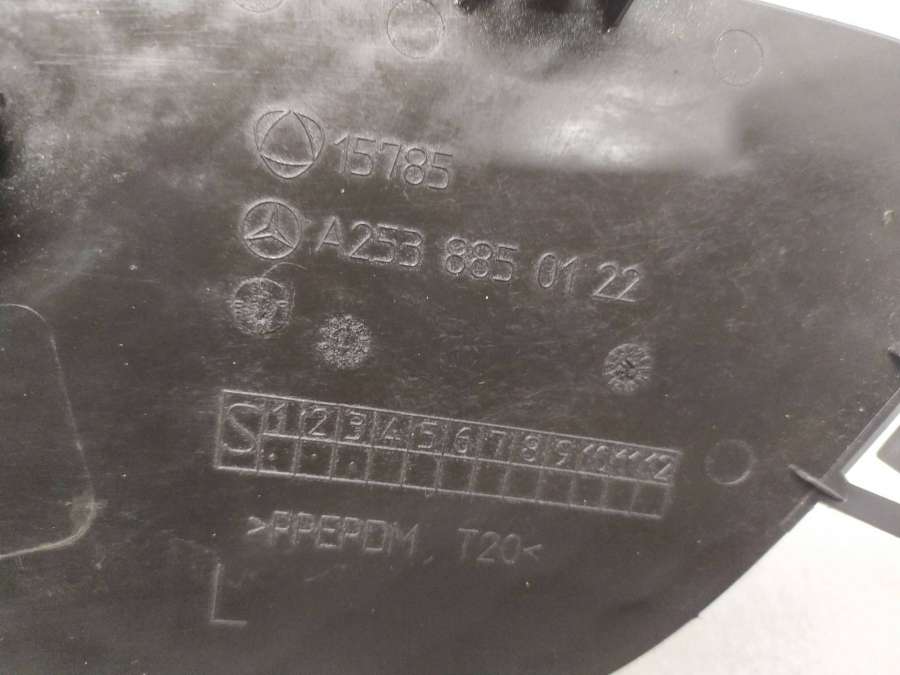 15785
A253 885 01 22
S 1 2 3 4 5 6 7 8 9 10 11 12
>PPEPDM T20<
L